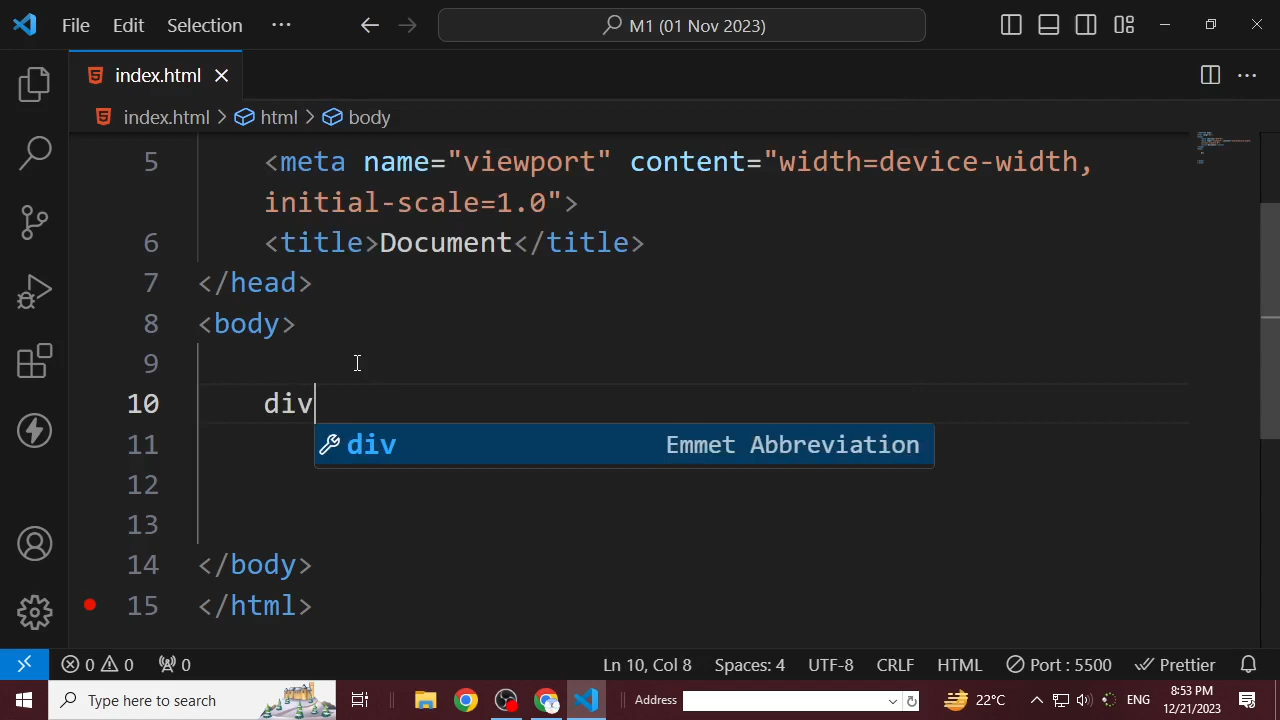 File Edit Selection ···
M1 (01 Nov 2023)
index.html
index.html > html > body
5 <meta name="viewport" content="width=device-width,
initial-scale=1.0">
6 <title>Document</title>
7 </head>
8 <body>
9
10 div
div Emmet Abbreviation
11
12
13
14 </body>
15 </html>
0 0 0 Ln 10, Col 8 Spaces: 4 UTF-8 CRLF HTML Port : 5500 Prettier
Type here to search Address 22°C ENG 8:53 PM
12/21/2023